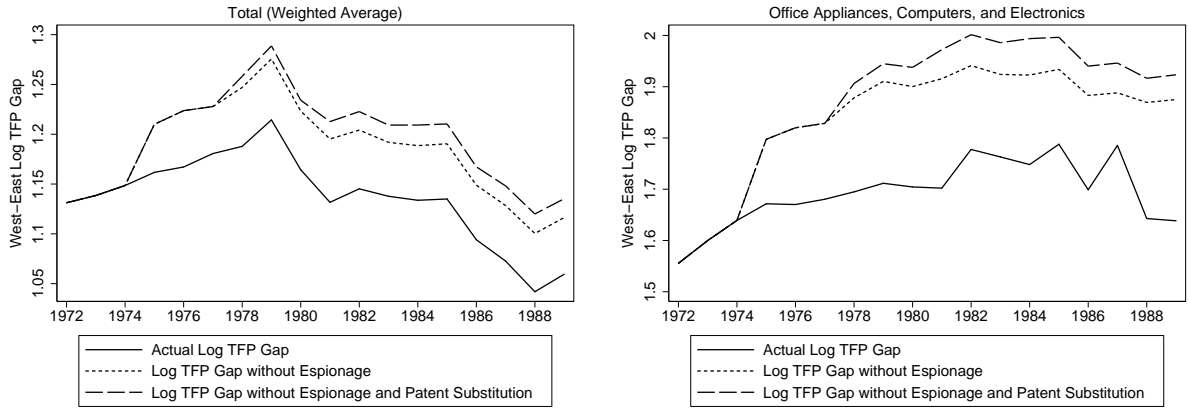 Total (Weighted Average)
West−East Log TFP Gap
1.3
1.25
1.2
1.15
1.1
1.05
1972 1974 1976 1978 1980 1982 1984 1986 1988
Actual Log TFP Gap
Log TFP Gap without Espionage
Log TFP Gap without Espionage and Patent Substitution
Office Appliances, Computers, and Electronics
West−East Log TFP Gap
2
1.9
1.8
1.7
1.6
1.5
1972 1974 1976 1978 1980 1982 1984 1986 1988
Actual Log TFP Gap
Log TFP Gap without Espionage
Log TFP Gap without Espionage and Patent Substitution